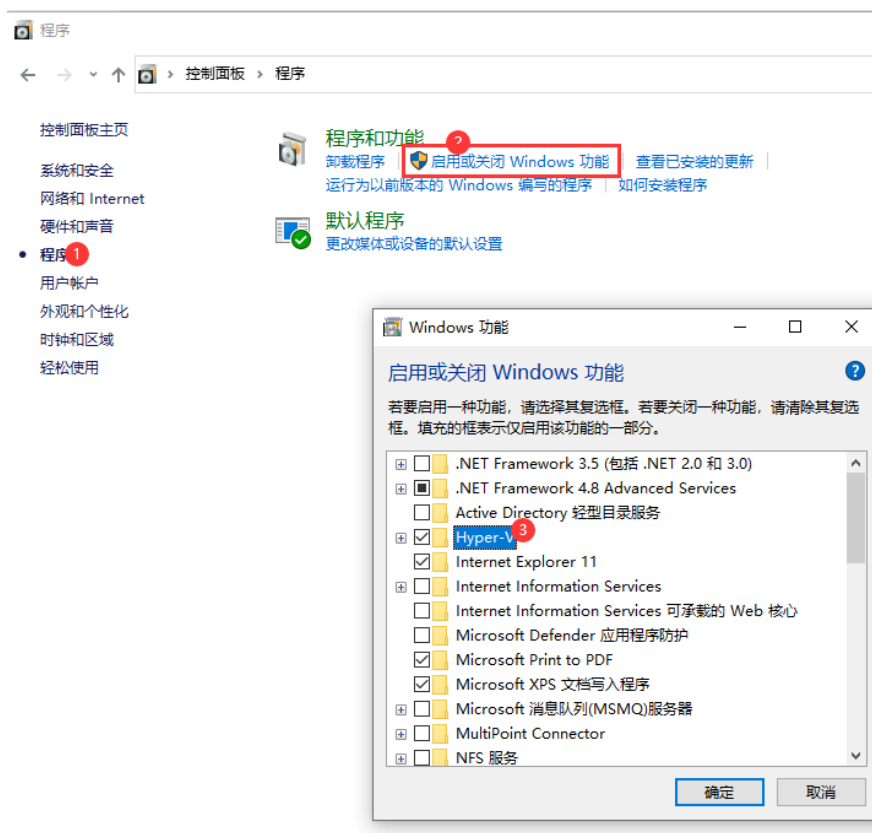 程序
控制面板 › 程序
控制面板主页
系统和安全
网络和 Internet
硬件和声音
程序 1
用户帐户
外观和个性化
时钟和区域
轻松使用
程序和功能
2
卸载程序 启用或关闭 Windows 功能 查看已安装的更新
运行为以前版本的 Windows 编写的程序 如何安装程序
默认程序
更改媒体或设备的默认设置
Windows 功能
启用或关闭 Windows 功能 ?
若要启用一种功能，请选择其复选框。若要关闭一种功能，请清除其复选
框。填充的框表示仅启用该功能的一部分。
.NET Framework 3.5 (包括 .NET 2.0 和 3.0)
.NET Framework 4.8 Advanced Services
Active Directory 轻型目录服务
Hyper-V 3
Internet Explorer 11
Internet Information Services
Internet Information Services 可承载的 Web 核心
Microsoft Defender 应用程序防护
Microsoft Print to PDF
Microsoft XPS 文档写入程序
Microsoft 消息队列(MSMQ)服务器
MultiPoint Connector
NFS 服务
确定 取消